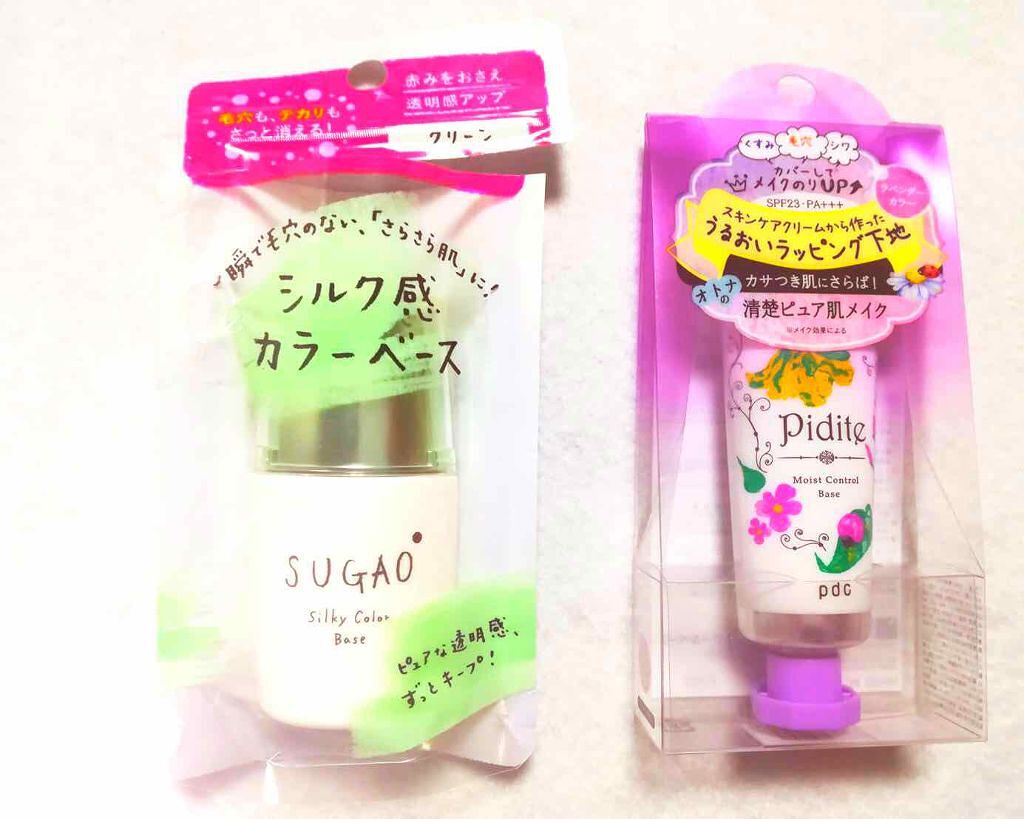 赤みをおさえ
透明感アップ
毛穴も、テカリも
さっと消える!
グリーン
一瞬で毛穴のない、「さらさら肌」に!
シルク感
カラーベース
SUGAO
Silky Color
Base
ピュアな透明感、
ずっとキープ!
くすみ 毛穴 シワ
カバーして
メイクのりUP
SPF23・PA+++
ラベンダー
カラー
スキンケアクリームから作った
うるおいラッピング下地
カサつき肌にさらば!
オトナの
清楚ピュア肌メイク
※メイク効果による
Pidite
Moist Control
Base
pdc